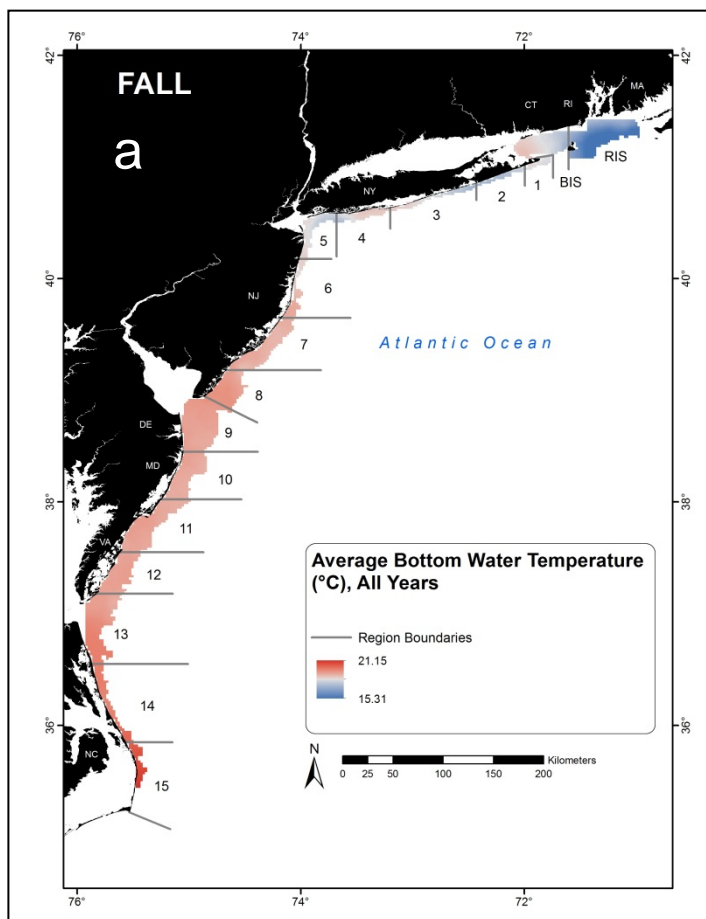 76°
74°
72°
42°
42°
FALL
a
MA
CT
RI
RIS
BIS
NY
1
2
3
4
5
40°
40°
6
NJ
7
Atlantic Ocean
8
DE
9
MD
10
38°
38°
11
VA
12
Average Bottom Water Temperature
(°C), All Years
13
Region Boundaries
21.15
15.31
14
36°
36°
NC
15
N
Kilometers
0 25 50 100 150 200
76°
74°
72°